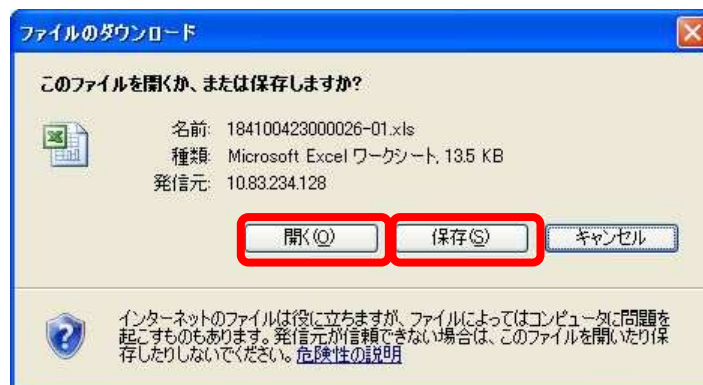 ファイルのダウンロード
このファイルを開くか、または保存しますか?
名前: 184100423000026-01.xls
種類: Microsoft Excel ワークシート, 13.5 KB
発信元: 10.83.234.128
開く(O) 保存(S) キャンセル
インターネットのファイルは役に立ちますが、ファイルによってはコンピュータに問題を
起こすものもあります。発信元が信頼できない場合は、このファイルを開いたり保
存したりしないでください。危険性の説明